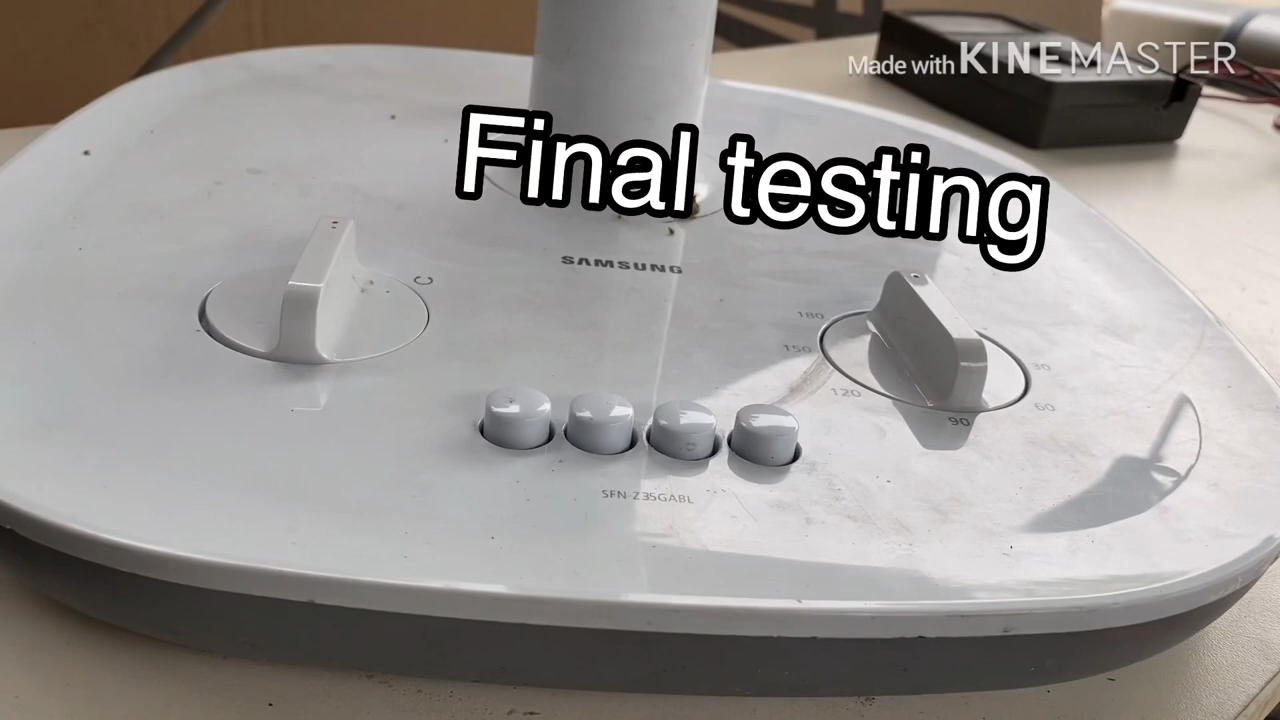 Made with KINEMASTER
Final testing
SAMSUNG
C
180
150
120
90
60
30
SFN-Z35GABL